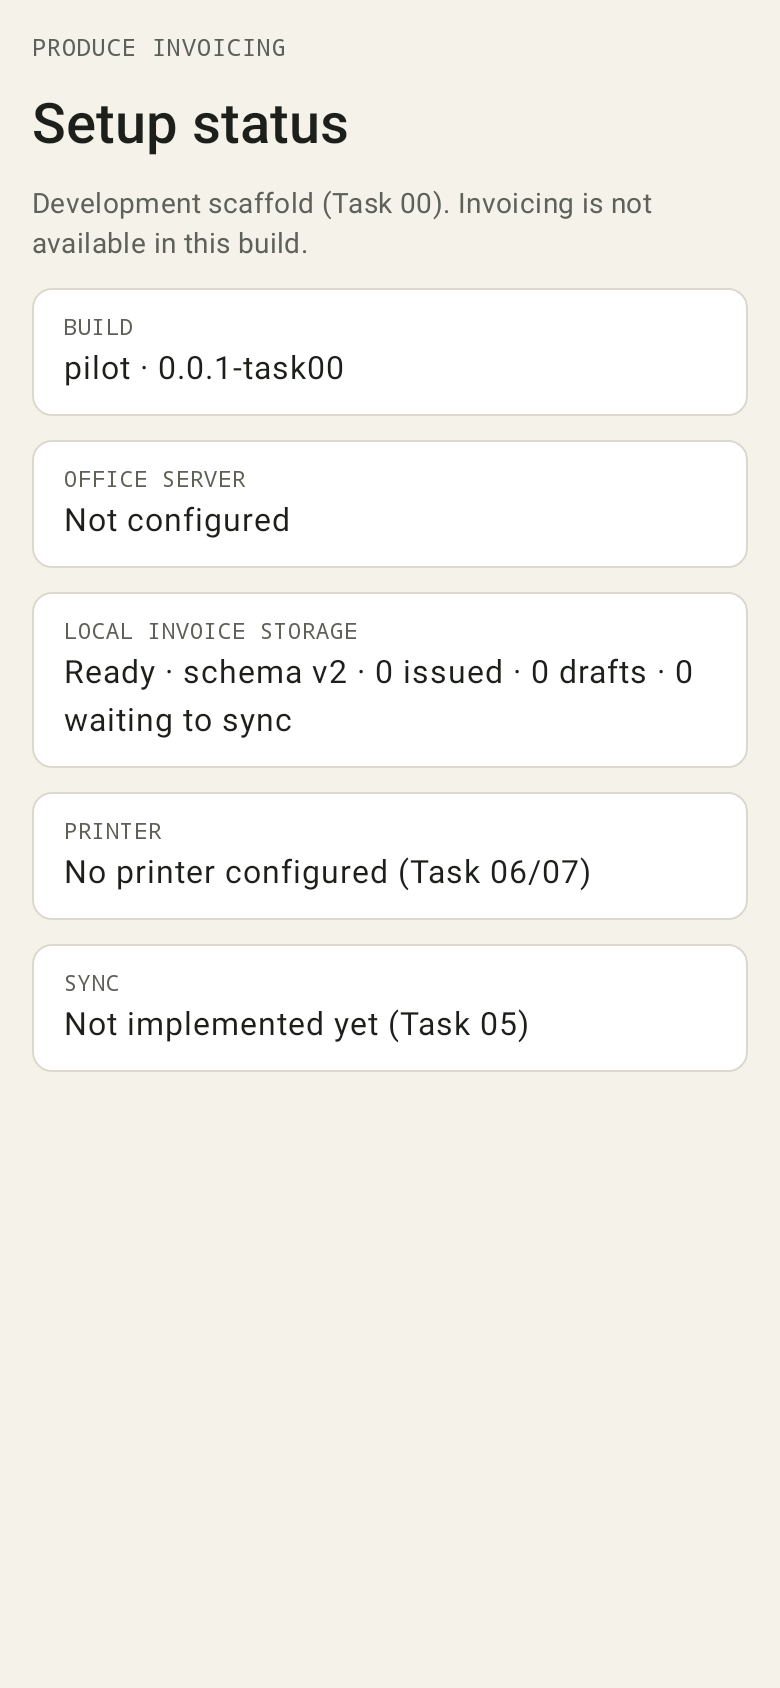 PRODUCE INVOICING
Setup status
Development scaffold (Task 00). Invoicing is not
available in this build.
BUILD
pilot · 0.0.1-task00
OFFICE SERVER
Not configured
LOCAL INVOICE STORAGE
Ready · schema v2 · 0 issued · 0 drafts · 0
waiting to sync
PRINTER
No printer configured (Task 06/07)
SYNC
Not implemented yet (Task 05)